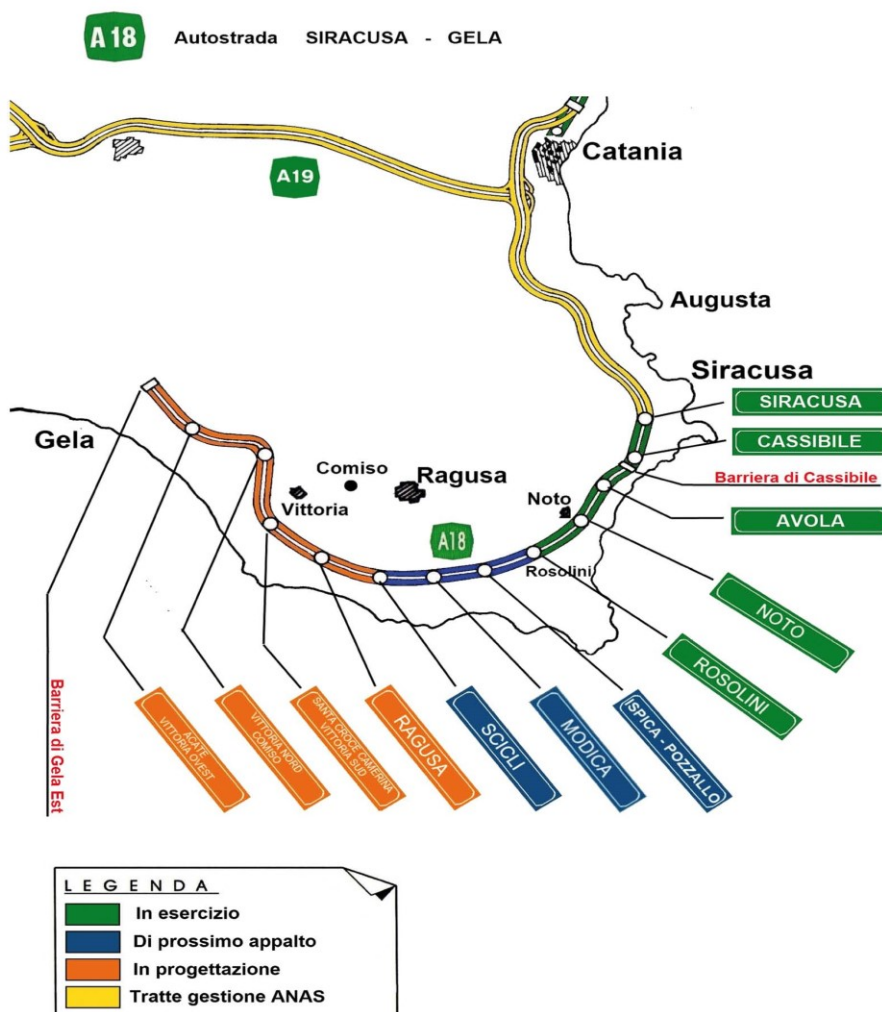 A 18 Autostrada SIRACUSA - GELA
Catania
A19
Augusta
Siracusa
SIRACUSA
Gela
CASSIBILE
Comiso
Ragusa
Barriera di Cassibile
Vittoria
Noto
AVOLA
A18
Rosolini
NOTO
ROSOLINI
Barriera di Gela Est
ACATE
VITTORIA OVEST
VITTORIA NORD
COMISO
SANTA CROCE CAMERINA
VITTORIA SUD
RAGUSA
SCICLI
MODICA
ISPICA - POZZALLO
LEGENDA
In esercizio
Di prossimo appalto
In progettazione
Tratte gestione ANAS